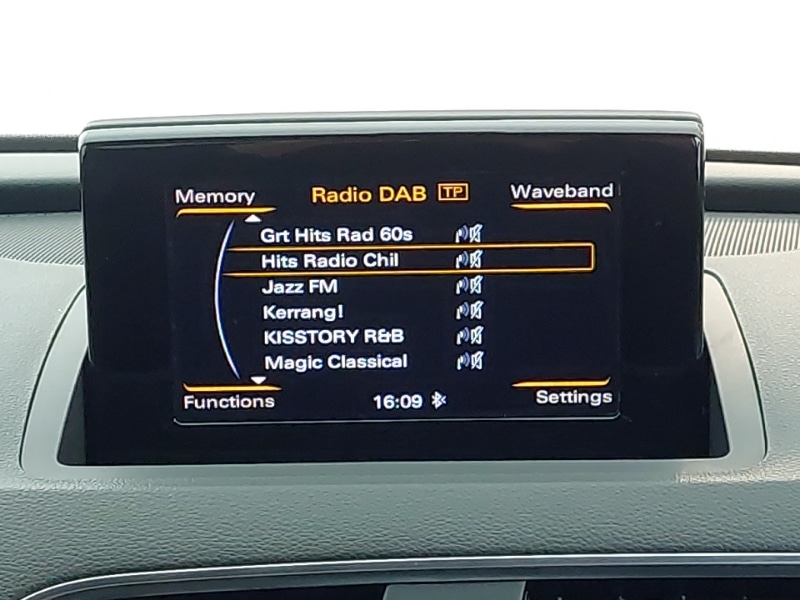 Memory Radio DAB TP Waveband
Grt Hits Rad 60s
Hits Radio Chil
Jazz FM
Kerrang!
KISSTORY R&B
Magic Classical
Functions 16:09 Settings